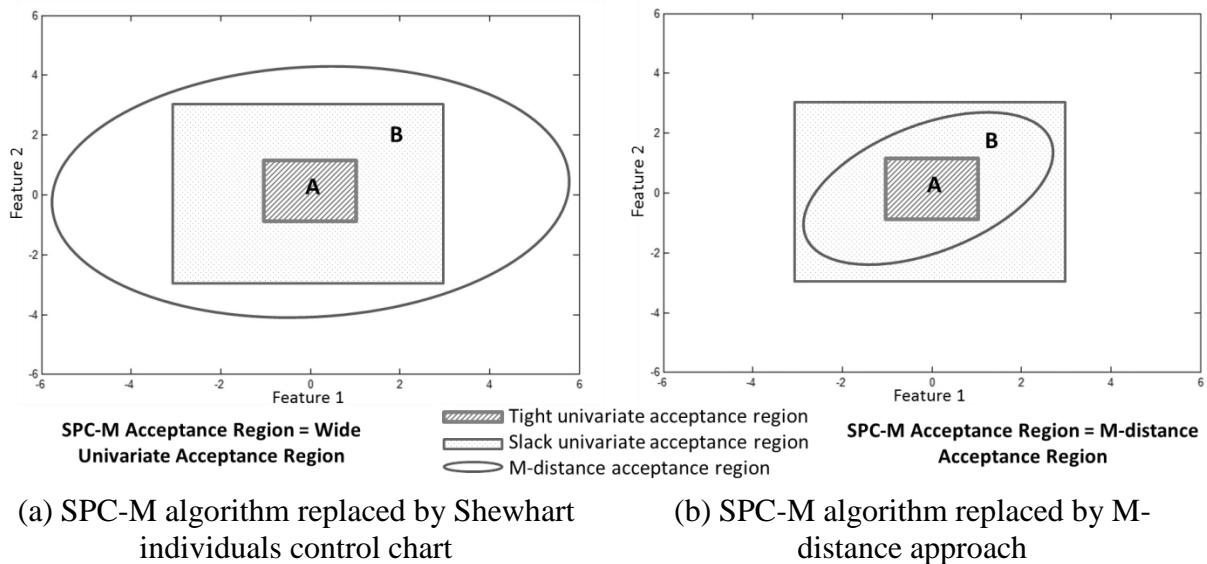 6
4
2
0
-2
-4
-6
Feature 2
B
A
-6
-4
-2
0
2
4
6
Feature 1
SPC-M Acceptance Region = Wide
Univariate Acceptance Region
6
4
2
0
-2
-4
-6
Feature 2
B
A
-6
-4
-2
0
2
4
6
Feature 1
Tight univariate acceptance region
Slack univariate acceptance region
M-distance acceptance region
SPC-M Acceptance Region = M-distance
Acceptance Region
(a) SPC-M algorithm replaced by Shewhart
individuals control chart
(b) SPC-M algorithm replaced by M-
distance approach